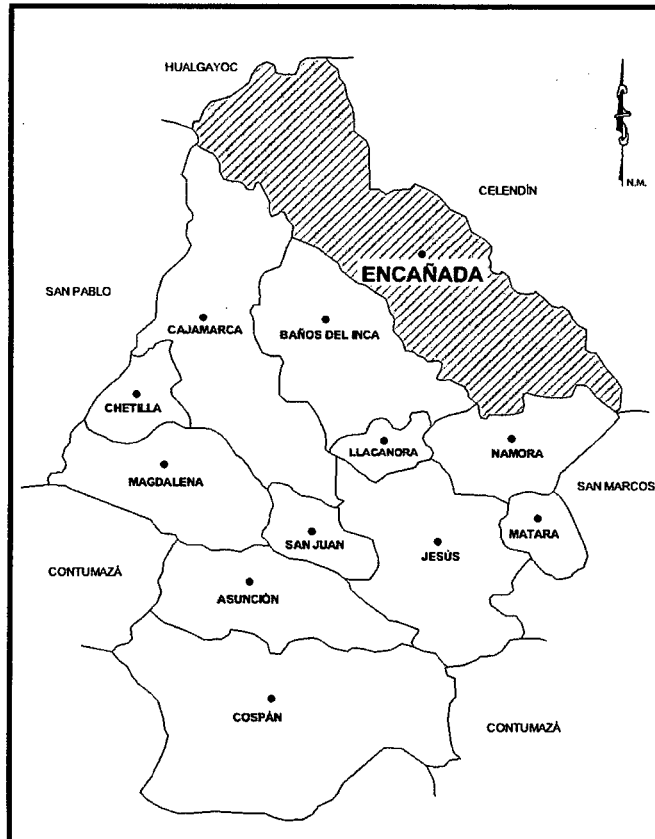 HUALGAYOC
N.M.
CELENDÍN
ENCAÑADA
SAN PABLO
CAJAMARCA
BAÑOS DEL INCA
CHETILLA
LLACANORA
NAMORA
MAGDALENA
SAN MARCOS
MATARA
SAN JUAN
JESÚS
CONTUMAZÁ
ASUNCIÓN
COSPÁN
CONTUMAZÁ